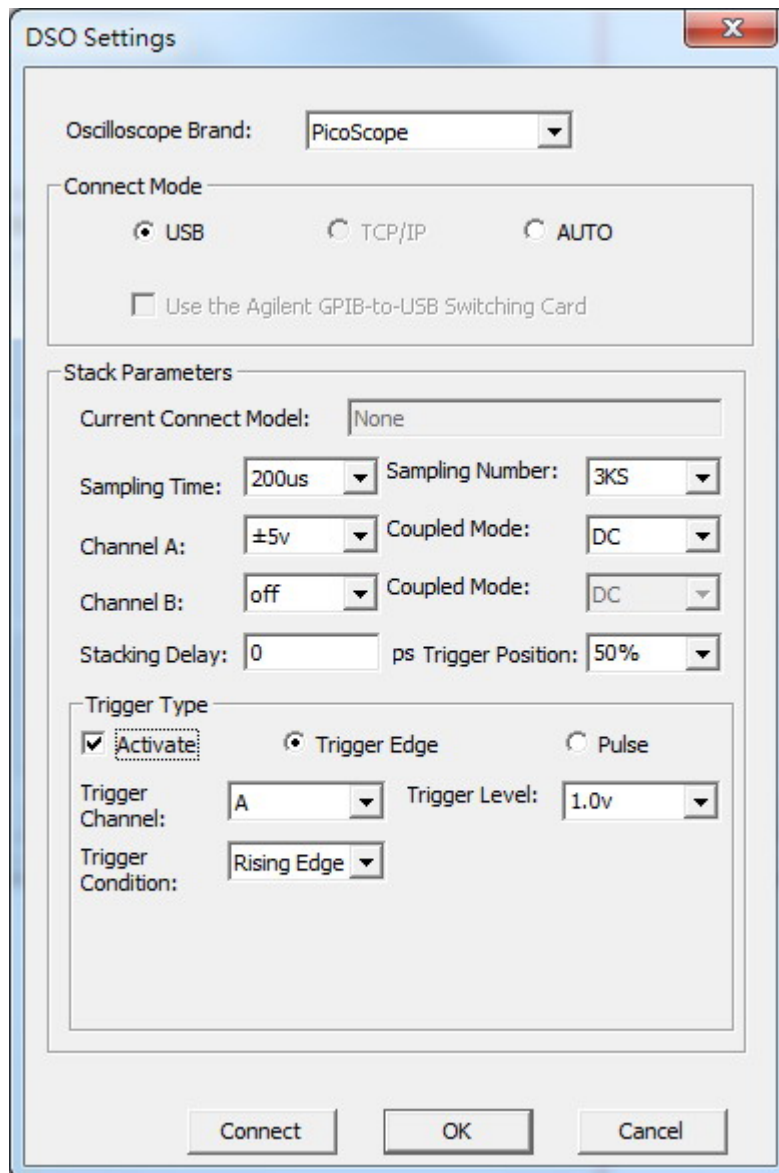 DSO Settings
Oscilloscope Brand: PicoScope
Connect Mode
USB TCP/IP AUTO
Use the Agilent GPIB-to-USB Switching Card
Stack Parameters
Current Connect Model: None
Sampling Time: 200us Sampling Number: 3KS
Channel A: ±5v Coupled Mode: DC
Channel B: off Coupled Mode: DC
Stacking Delay: 0 ps Trigger Position: 50%
Trigger Type
Activate Trigger Edge Pulse
Trigger
Channel: A Trigger Level: 1.0v
Trigger
Condition: Rising Edge
Connect OK Cancel